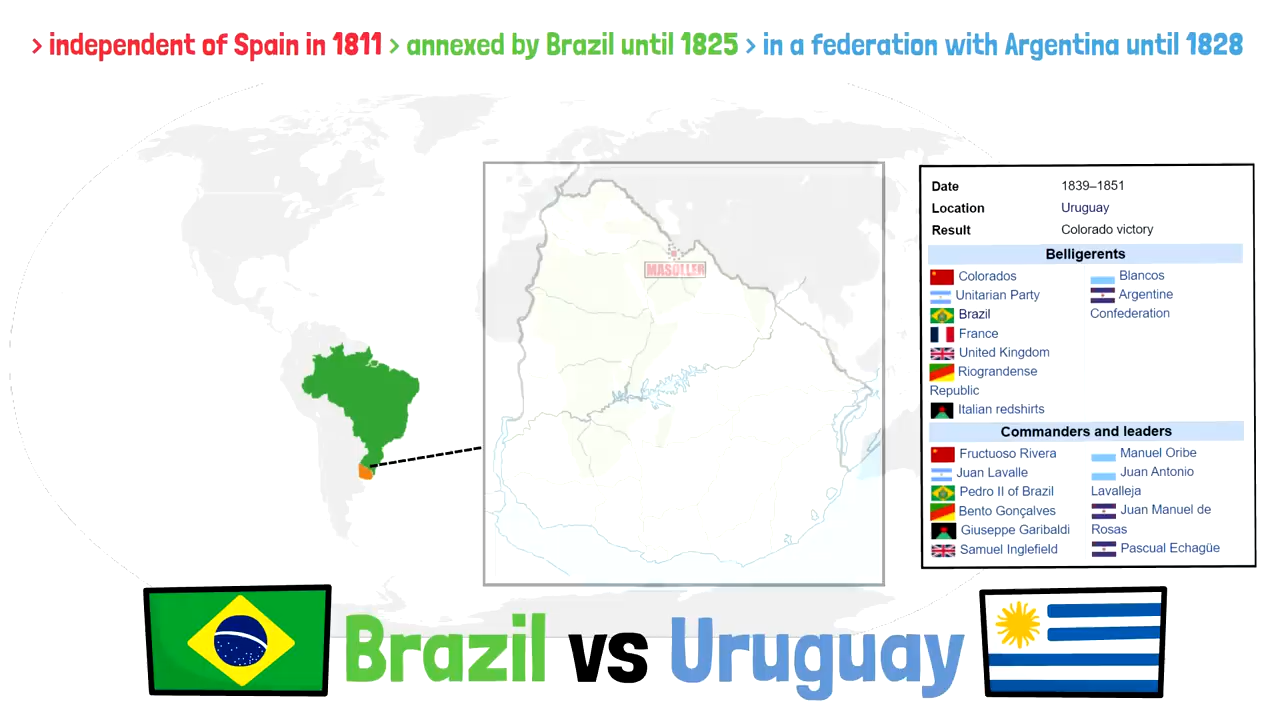 > independent of Spain in 1811 > annexed by Brazil until 1825 > in a federation with Argentina until 1828
MASOLLER
Date 1839–1851
Location Uruguay
Result Colorado victory
Belligerents
Colorados
Unitarian Party
Brazil
France
United Kingdom
Riograndense
Republic
Italian redshirts
Blancos
Argentine
Confederation
Commanders and leaders
Fructuoso Rivera
Juan Lavalle
Pedro II of Brazil
Bento Gonçalves
Giuseppe Garibaldi
Samuel Inglefield
Manuel Oribe
Juan Antonio
Lavalleja
Juan Manuel de
Rosas
Pascual Echagüe
Brazil vs Uruguay